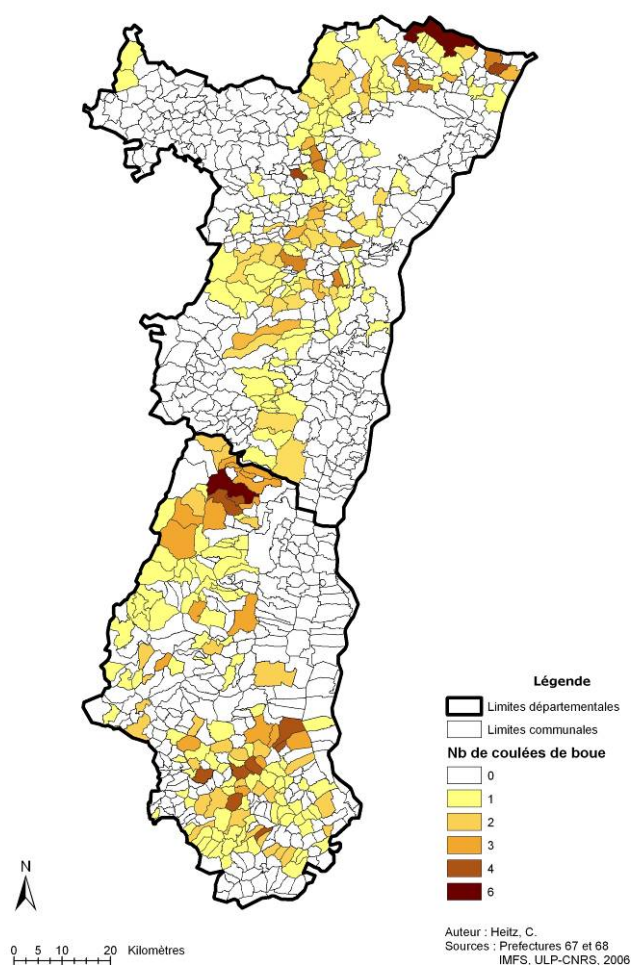 Légende
Limites départementales
Limites communales
Nb de coulées de boue
0
1
2
3
4
6
N
0 5 10 20 Kilomètres
Auteur : Heitz, C.
Sources : Prefectures 67 et 68
IMFS, ULP-CNRS, 2006